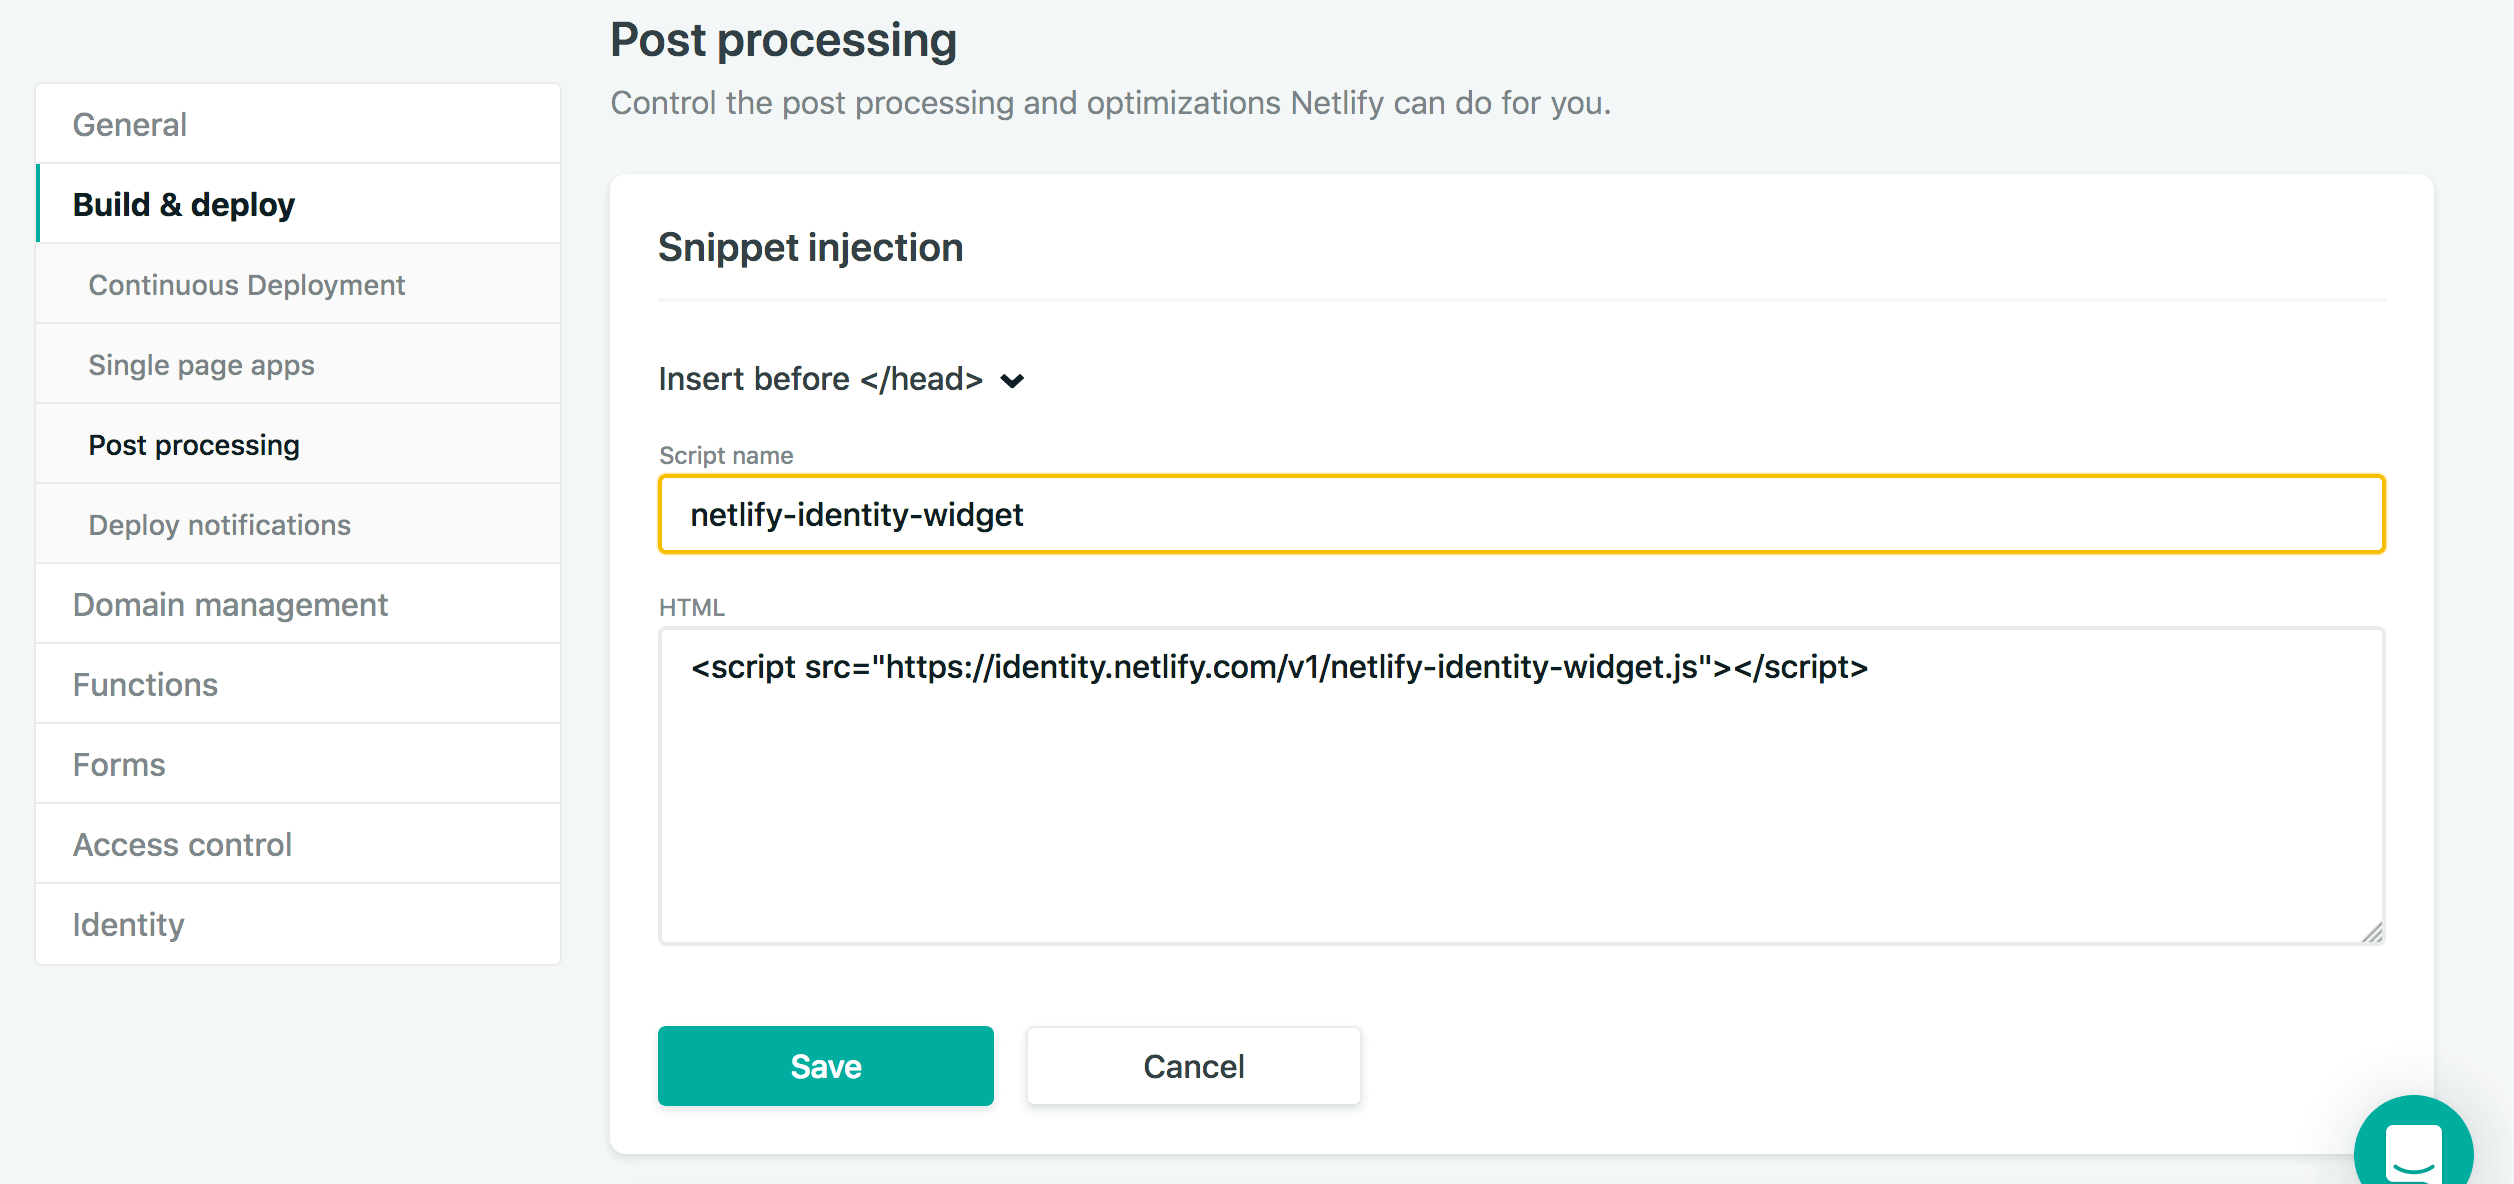 Post processing
Control the post processing and optimizations Netlify can do for you.
General
Build & deploy
Continuous Deployment
Single page apps
Post processing
Deploy notifications
Domain management
Functions
Forms
Access control
Identity
Snippet injection
Insert before </head>
Script name
netlify-identity-widget
HTML
<script src="https://identity.netlify.com/v1/netlify-identity-widget.js"></script>
Save
Cancel